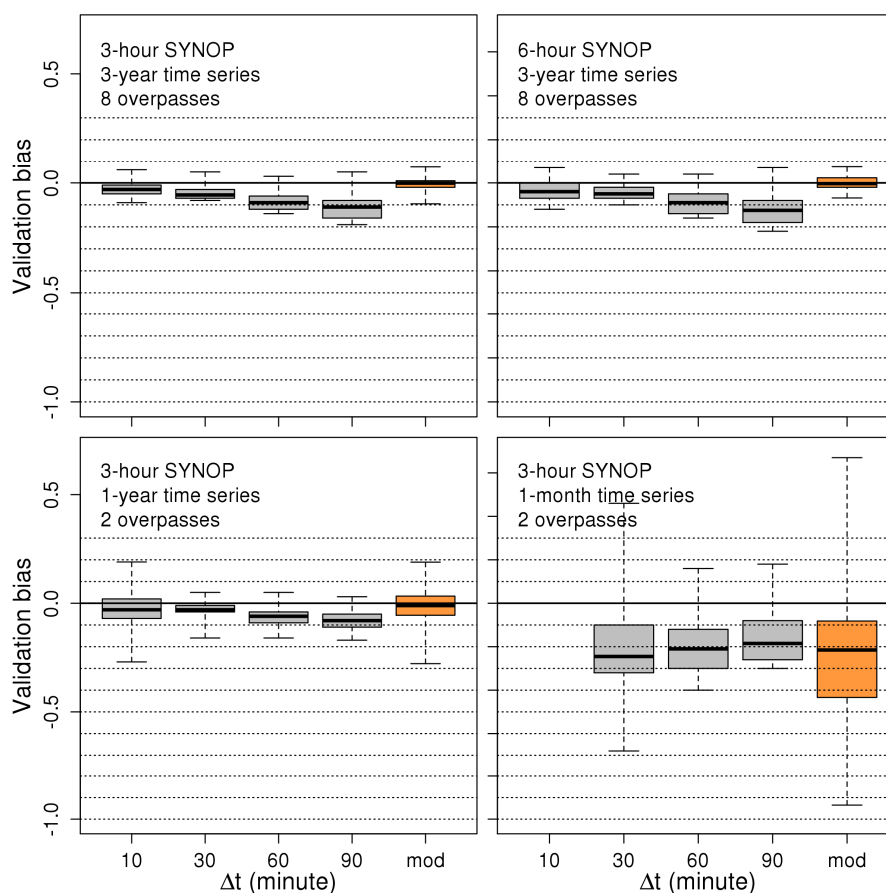 3-hour SYNOP
3-year time series
8 overpasses
6-hour SYNOP
3-year time series
8 overpasses
Validation bias
0.5
0.0
-0.5
-1.0
3-hour SYNOP
1-year time series
2 overpasses
3-hour SYNOP
1-month time series
2 overpasses
Validation bias
0.5
0.0
-0.5
-1.0
10 30 60 90 mod
10 30 60 90 mod
Δt (minute)
Δt (minute)